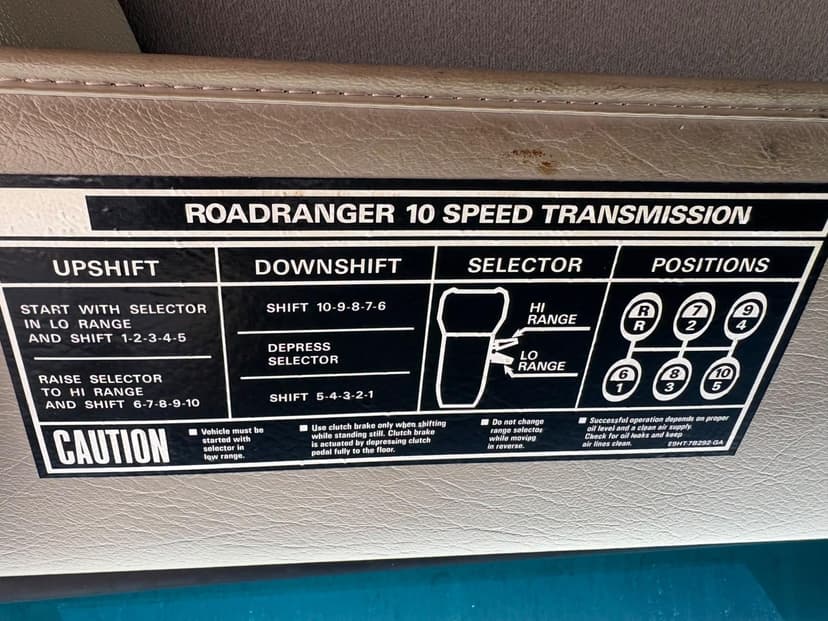 ROADRANGER 10 SPEED TRANSMISSION
UPSHIFT
START WITH SELECTOR
IN LO RANGE
AND SHIFT 1-2-3-4-5
RAISE SELECTOR
TO HI RANGE
AND SHIFT 6-7-8-9-10
DOWNSHIFT
SHIFT 10-9-8-7-6
DEPRESS
SELECTOR
SHIFT 5-4-3-2-1
SELECTOR
HI
RANGE
LO
RANGE
POSITIONS
R 7 9
R 2 4
6 8 10
1 3 5
CAUTION
■ Vehicle must be
started with
selector in
low range.
■ Use clutch brake only when shifting
while standing still. Clutch brake
is actuated by depressing clutch
pedal fully to the floor.
■ Do not change
range selector
while moving
in reverse.
■ Successful operation depends on proper
oil level and a clean air supply.
Check for oil leaks and keep
air lines clean.
E9HT-7B292-GA